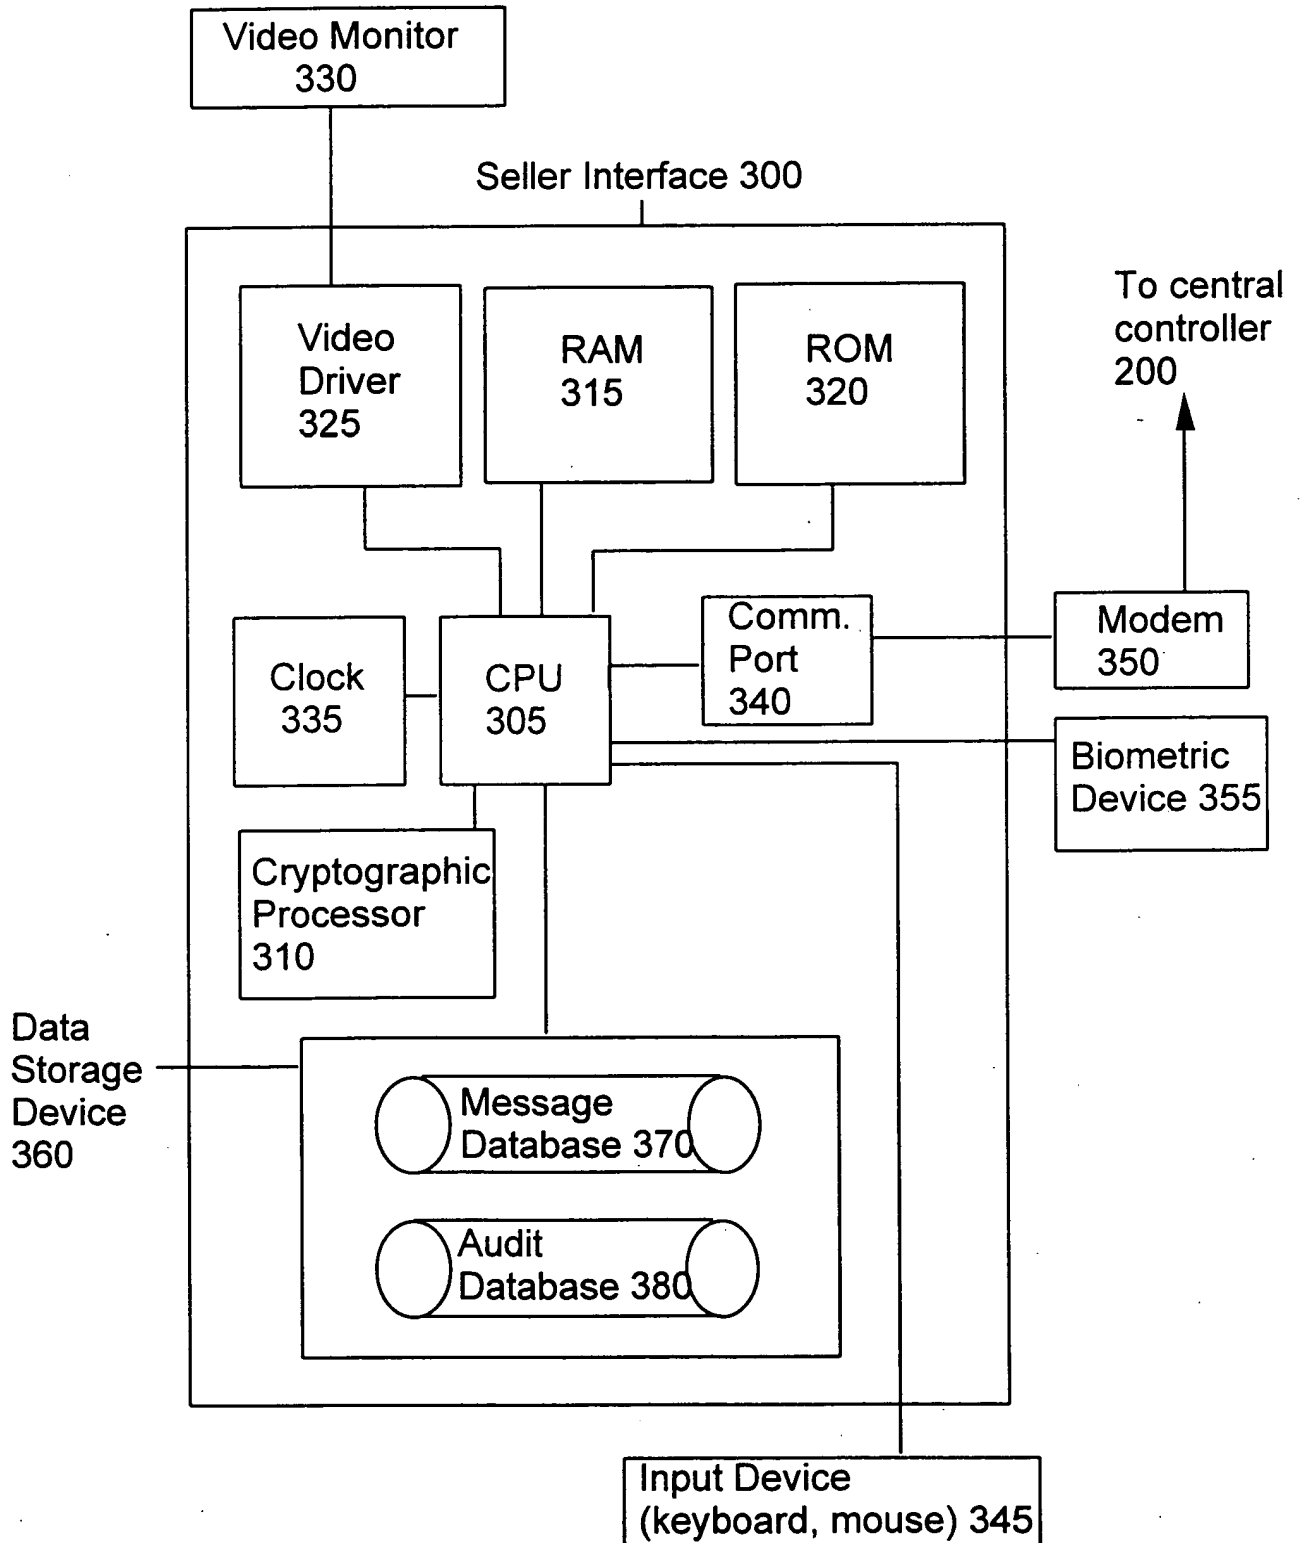 Video Monitor
330
Seller Interface 300
To central
controller
200
Video
Driver
325
RAM
315
ROM
320
Clock
335
CPU
305
Comm.
Port
340
Modem
350
Biometric
Device 355
Cryptographic
Processor
310
Data
Storage
Device
360
Message
Database 370
Audit
Database 380
Input Device
(keyboard, mouse) 345